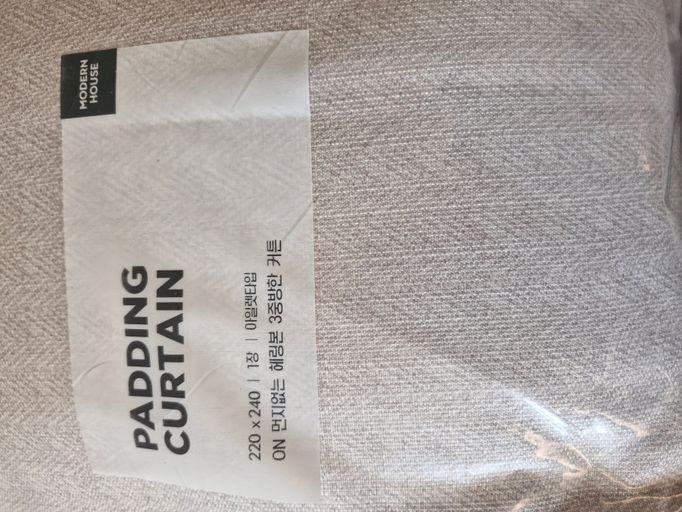 MODERN
HOUSE
PADDING
CURTAIN
220 x 240 | 1장 | 아일렛타입
ON 먼지없는 헤링본 3중방한 커튼